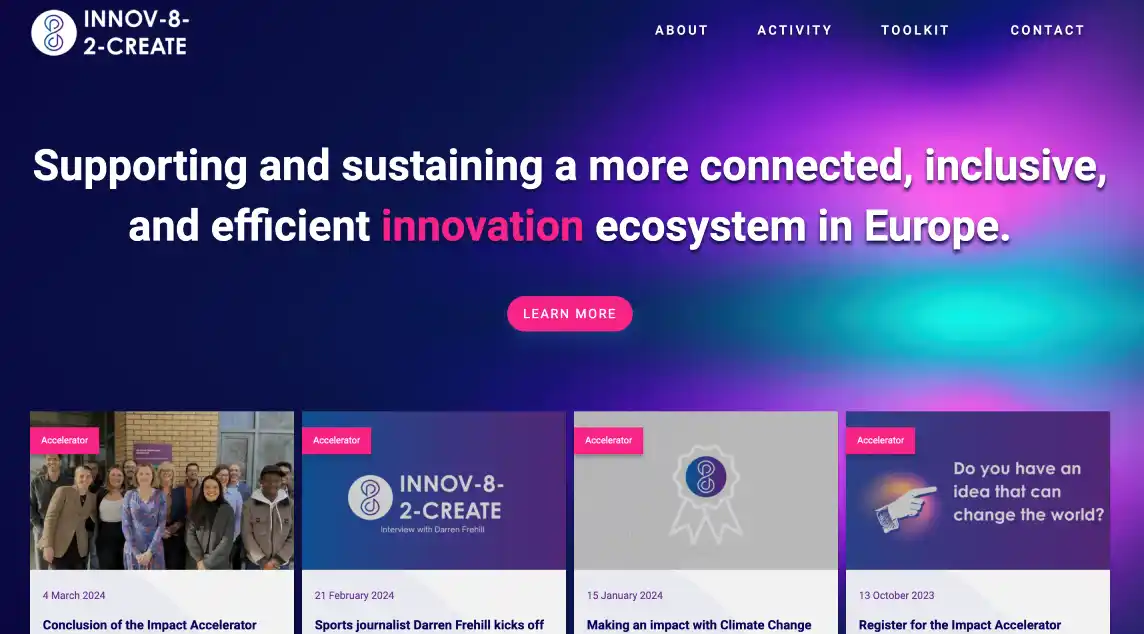 INNOV-8-
2-CREATE
ABOUT
ACTIVITY
TOOLKIT
CONTACT
Supporting and sustaining a more connected, inclusive,
and efficient innovation ecosystem in Europe.
LEARN MORE
Accelerator
4 March 2024
Conclusion of the Impact Accelerator
Accelerator
INNOV-8-
2-CREATE
Interview with Darren Frehill
21 February 2024
Sports journalist Darren Frehill kicks off
Accelerator
15 January 2024
Making an impact with Climate Change
Accelerator
Do you have an
idea that can
change the world?
13 October 2023
Register for the Impact Accelerator